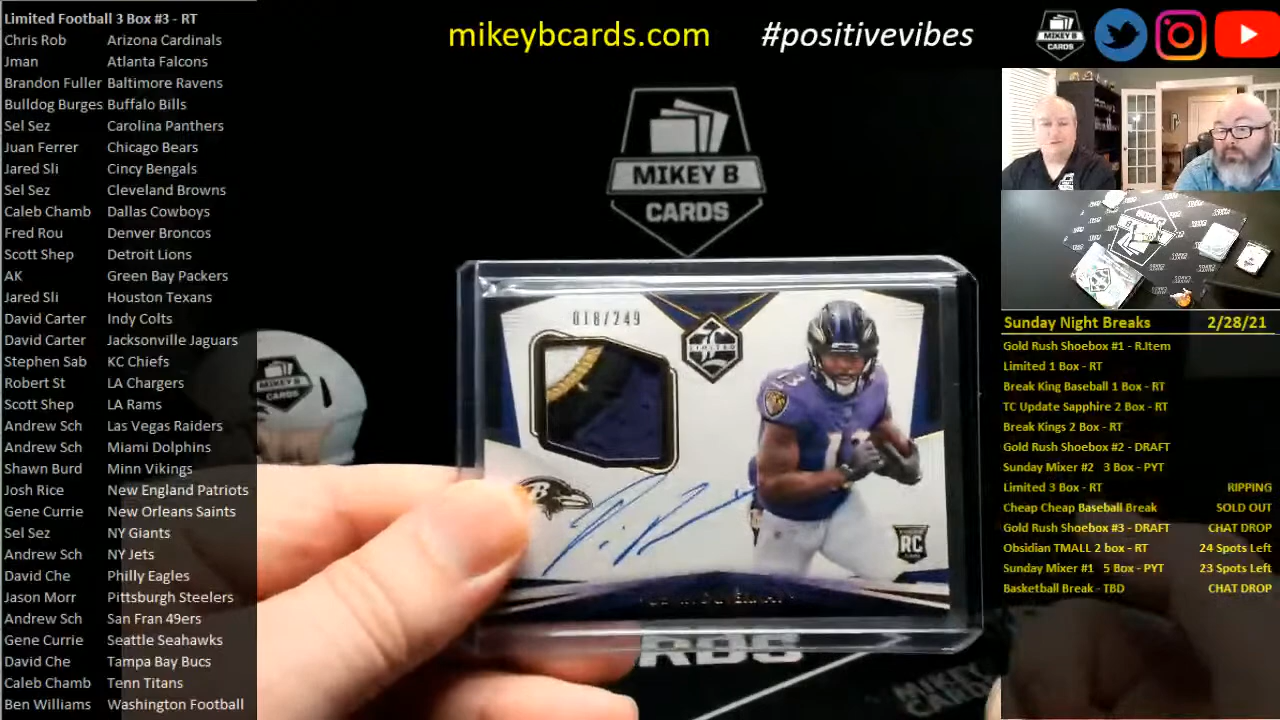 Limited Football 3 Box #3 - RT
Chris Rob Arizona Cardinals
Jman Atlanta Falcons
Brandon Fuller Baltimore Ravens
Bulldog Burges Buffalo Bills
Sel Sez Carolina Panthers
Juan Ferrer Chicago Bears
Jared Sli Cincy Bengals
Sel Sez Cleveland Browns
Caleb Chamb Dallas Cowboys
Fred Rou Denver Broncos
Scott Shep Detroit Lions
AK Green Bay Packers
Jared Sli Houston Texans
David Carter Indy Colts
David Carter Jacksonville Jaguars
Stephen Sab KC Chiefs
Robert St LA Chargers
Scott Shep LA Rams
Andrew Sch Las Vegas Raiders
Andrew Sch Miami Dolphins
Shawn Burd Minn Vikings
Josh Rice New England Patriots
Gene Currie New Orleans Saints
Sel Sez NY Giants
Andrew Sch NY Jets
David Che Philly Eagles
Jason Morr Pittsburgh Steelers
Andrew Sch San Fran 49ers
Gene Currie Seattle Seahawks
David Che Tampa Bay Bucs
Caleb Chamb Tenn Titans
Ben Williams Washington Football
mikeybcards.com #positivevibes
MIKEY B
CARDS
MIKEY B
CARDS
018/249
LIMITED
RC
CARDS
Sunday Night Breaks 2/28/21
Gold Rush Shoebox #1 - R.Item
Limited 1 Box - RT
Break King Baseball 1 Box - RT
TC Update Sapphire 2 Box - RT
Break Kings 2 Box - RT
Gold Rush Shoebox #2 - DRAFT
Sunday Mixer #2 3 Box - PYT
Limited 3 Box - RT RIPPING
Cheap Cheap Baseball Break SOLD OUT
Gold Rush Shoebox #3 - DRAFT CHAT DROP
Obsidian TMALL 2 box - RT 24 Spots Left
Sunday Mixer #1 5 Box - PYT 23 Spots Left
Basketball Break - TBD CHAT DROP